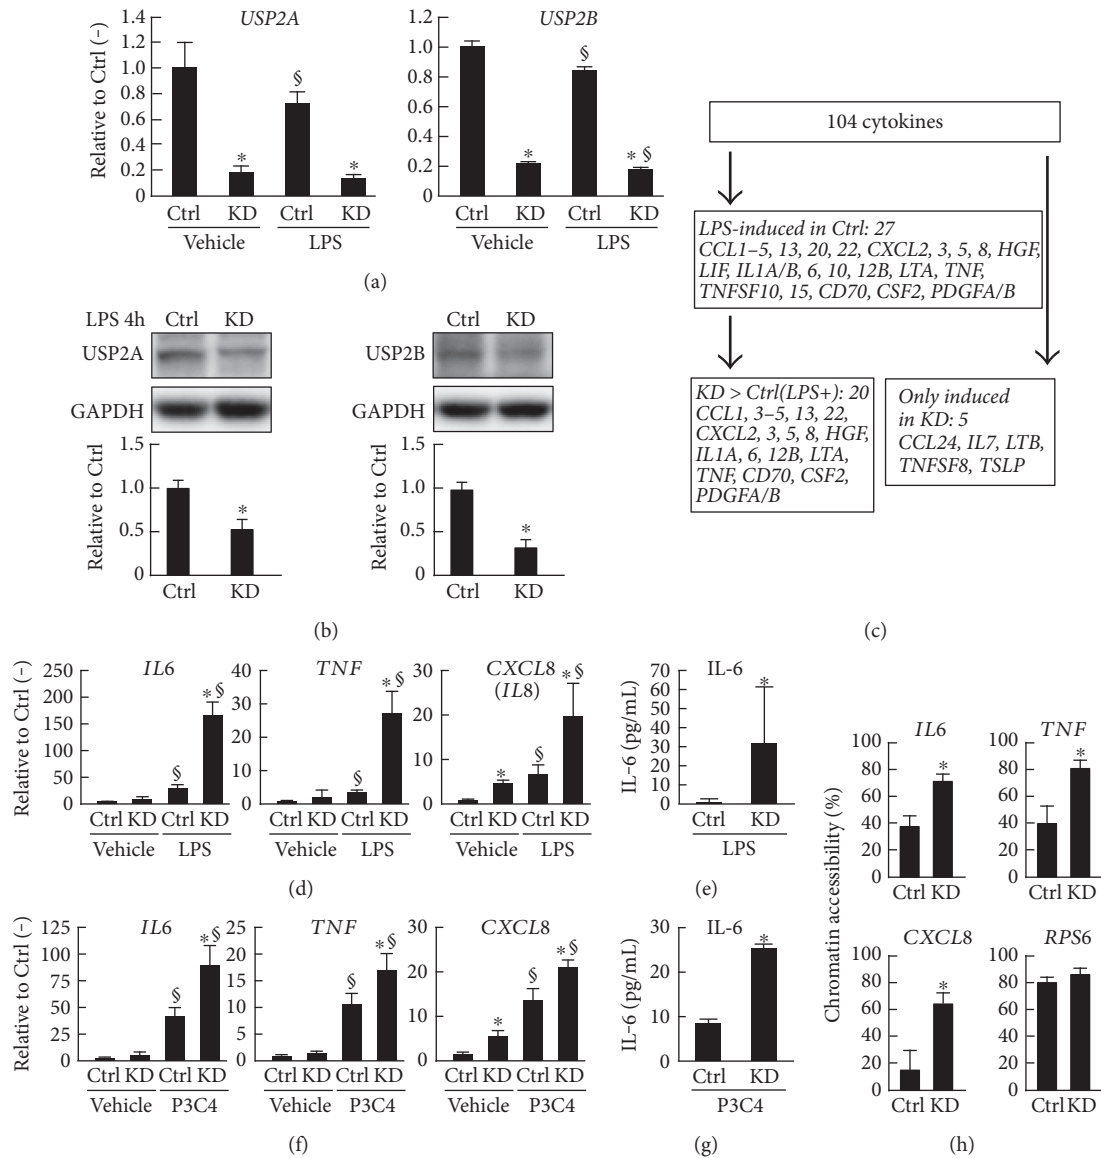 USP2A
Relative to Ctrl (-)
1.4
1.2
1.0
0.8
0.6
0.4
0.2
0
*
§
*
Ctrl KD Ctrl KD
Vehicle LPS
USP2B
1.2
1.0
0.8
0.6
0.4
0.2
0
*
§
* §
Ctrl KD Ctrl KD
Vehicle LPS
(a)
LPS 4h Ctrl KD
USP2A
GAPDH
Relative to Ctrl
1.5
1.0
0.5
0
*
Ctrl KD
Ctrl KD
USP2B
GAPDH
Relative to Ctrl
1.5
1.0
0.5
0
*
Ctrl KD
(b)
104 cytokines
LPS-induced in Ctrl: 27
CCL1–5, 13, 20, 22, CXCL2, 3, 5, 8, HGF,
LIF, IL1A/B, 6, 10, 12B, LTA, TNF,
TNFSF10, 15, CD70, CSF2, PDGFA/B
KD > Ctrl(LPS+): 20
CCL1, 3–5, 13, 22,
CXCL2, 3, 5, 8, HGF,
IL1A, 6, 12B, LTA,
TNF, CD70, CSF2,
PDGFA/B
Only induced
in KD: 5
CCL24, IL7, LTB,
TNFSF8, TSLP
(c)
Relative to Ctrl (-)
IL6
250
200
150
100
50
0
§
* §
Ctrl KD Ctrl KD
Vehicle LPS
TNF
40
30
20
10
0
§
* §
Ctrl KD Ctrl KD
Vehicle LPS
CXCL8
(IL8)
30
20
10
0
*
§
* §
Ctrl KD Ctrl KD
Vehicle LPS
(d)
IL-6
IL-6 (pg/mL)
70
60
50
40
30
20
10
0
*
Ctrl KD
LPS
(e)
Relative to Ctrl (-)
IL6
125
100
75
50
25
0
§
* §
Ctrl KD Ctrl KD
Vehicle P3C4
TNF
25
20
15
10
5
0
§
* §
Ctrl KD Ctrl KD
Vehicle P3C4
CXCL8
30
20
10
0
*
§
* §
Ctrl KD Ctrl KD
Vehicle P3C4
(f)
IL-6
IL–6 (pg/mL)
30
20
10
0
*
Ctrl KD
P3C4
(g)
Chromatin accessibility (%)
IL6
100
80
60
40
20
0
*
Ctrl KD
TNF
100
80
60
40
20
0
*
Ctrl KD
CXCL8
100
80
60
40
20
0
*
Ctrl KD
RPS6
100
80
60
40
20
0
Ctrl KD
(h)